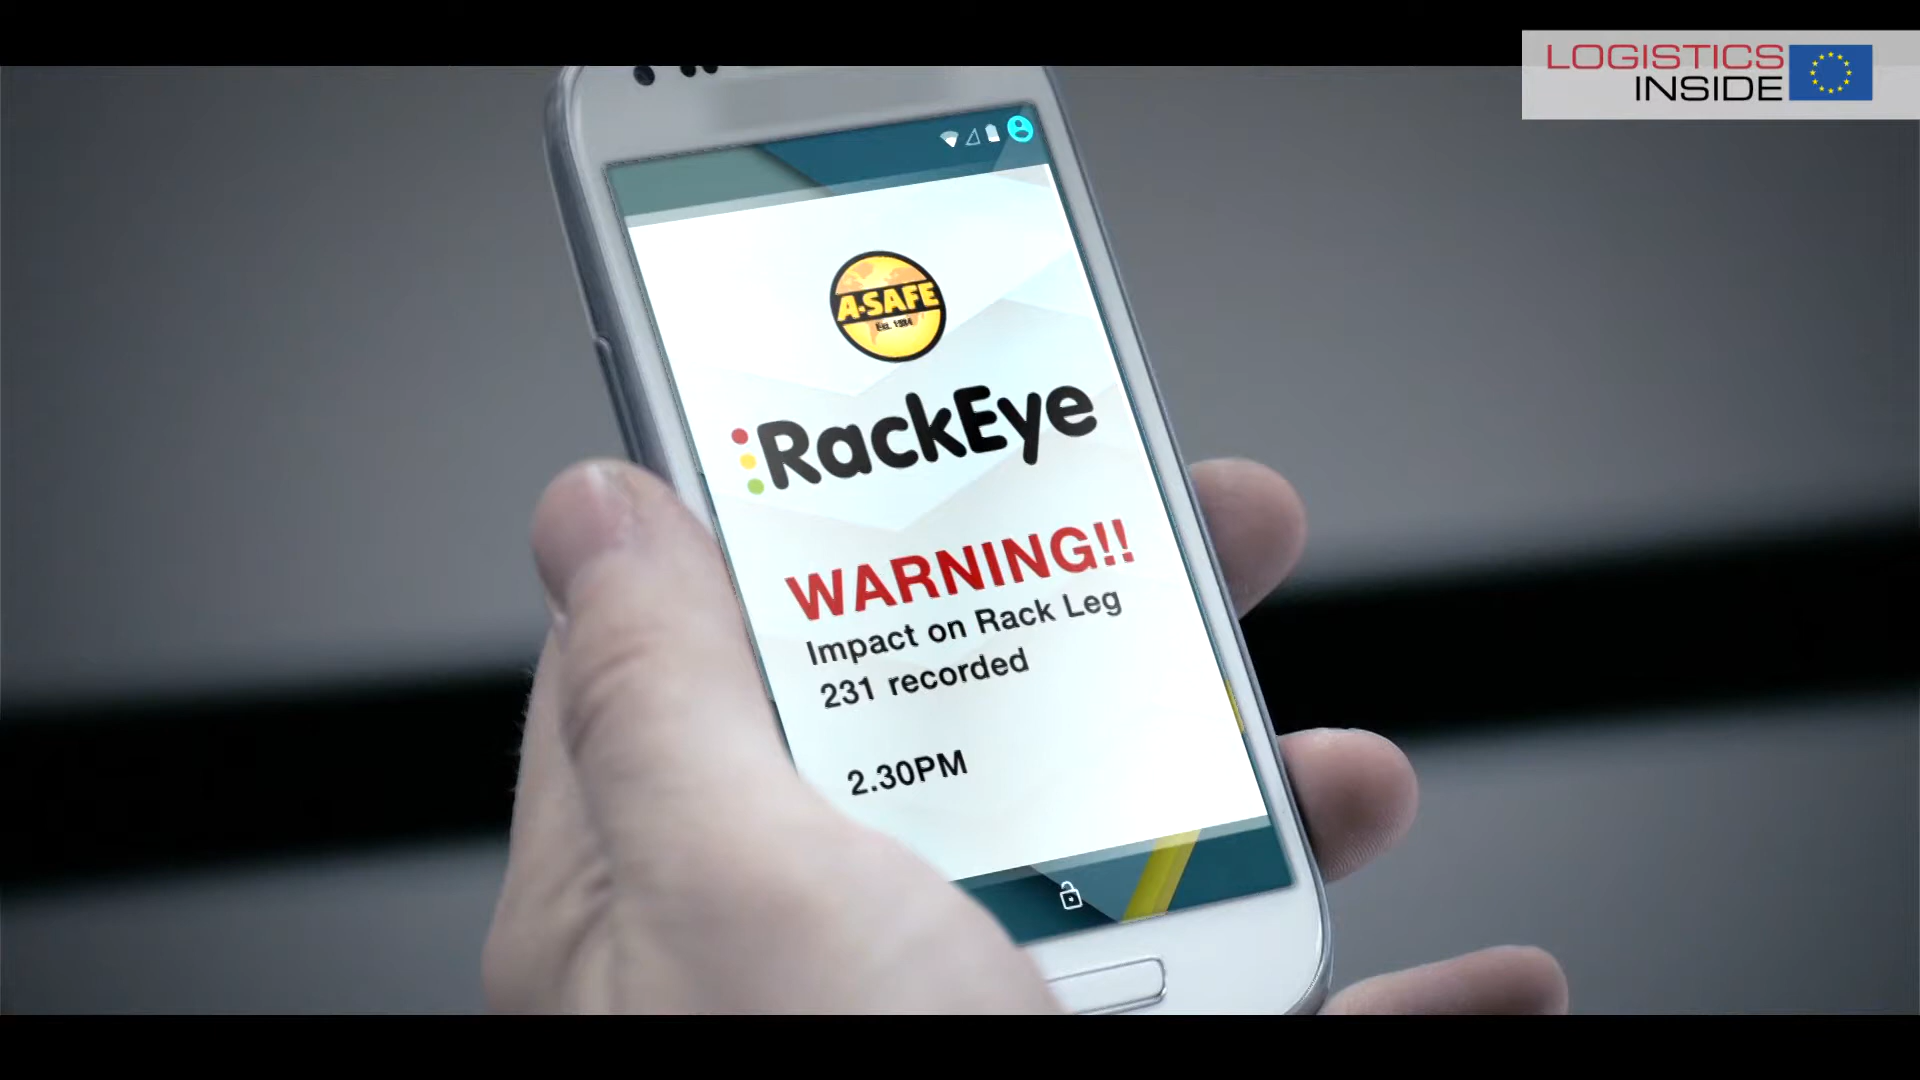 LOGISTICS
INSIDE
A-SAFE
Est. 1984
RackEye
WARNING!!
Impact on Rack Leg
231 recorded
2.30PM